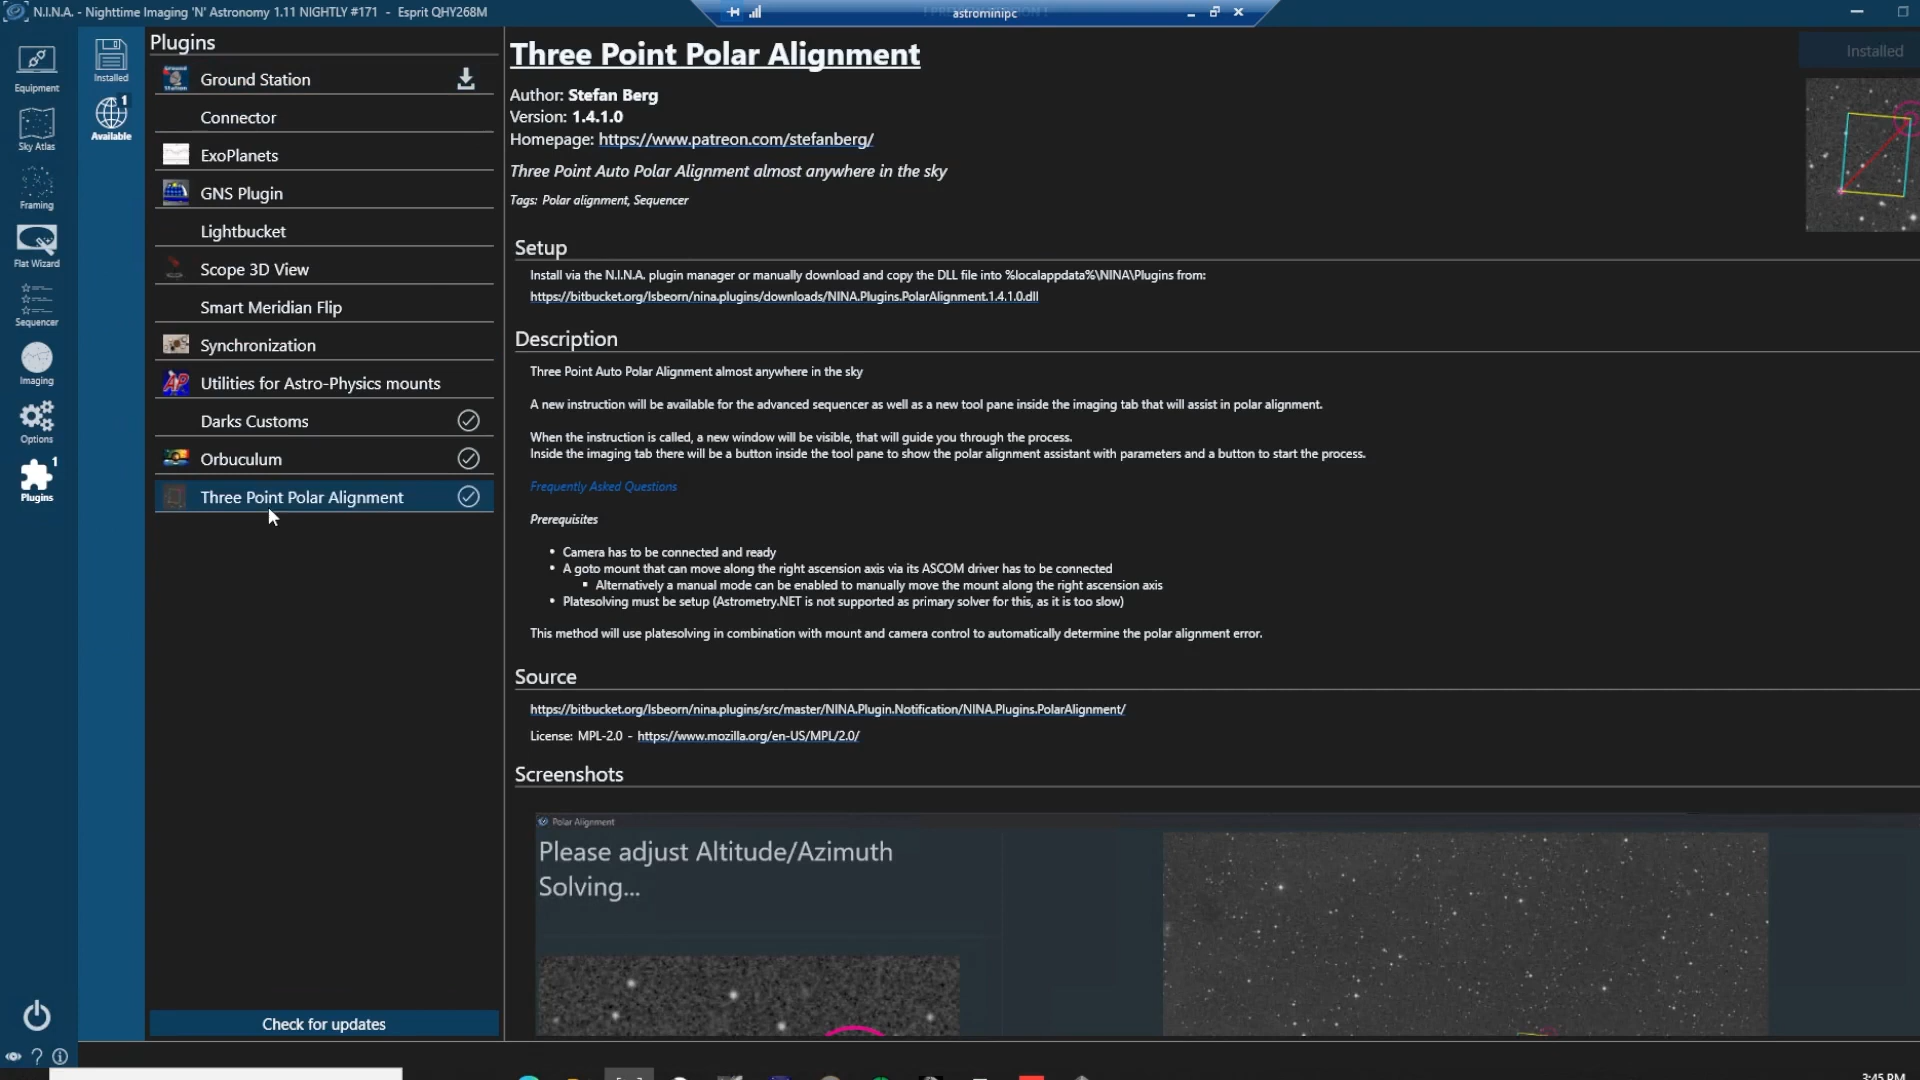 N.I.N.A. - Nighttime Imaging 'N' Astronomy 1.11 NIGHTLY #171 - Esprit QHY268M
astrominipc
Equipment
Sky Atlas
Framing
Flat Wizard
Sequencer
Imaging
Options
1
Plugins
Installed
1
Available
Plugins
Ground Station
Connector
ExoPlanets
GNS Plugin
Lightbucket
Scope 3D View
Smart Meridian Flip
Synchronization
Utilities for Astro-Physics mounts
Darks Customs
Orbuculum
Three Point Polar Alignment
Check for updates
Three Point Polar Alignment
Installed
Author: Stefan Berg
Version: 1.4.1.0
Homepage: https://www.patreon.com/stefanberg/
Three Point Auto Polar Alignment almost anywhere in the sky
Tags: Polar alignment, Sequencer
Setup
Install via the N.I.N.A. plugin manager or manually download and copy the DLL file into %localappdata%\NINA\Plugins from:
https://bitbucket.org/Isbeorn/nina.plugins/downloads/NINA.Plugins.PolarAlignment.1.4.1.0.dll
Description
Three Point Auto Polar Alignment almost anywhere in the sky
A new instruction will be available for the advanced sequencer as well as a new tool pane inside the imaging tab that will assist in polar alignment.
When the instruction is called, a new window will be visible, that will guide you through the process.
Inside the imaging tab there will be a button inside the tool pane to show the polar alignment assistant with parameters and a button to start the process.
Frequently Asked Questions
Prerequisites
• Camera has to be connected and ready
• A goto mount that can move along the right ascension axis via its ASCOM driver has to be connected
▪ Alternatively a manual mode can be enabled to manually move the mount along the right ascension axis
• Platesolving must be setup (Astrometry.NET is not supported as primary solver for this, as it is too slow)
This method will use platesolving in combination with mount and camera control to automatically determine the polar alignment error.
Source
https://bitbucket.org/Isbeorn/nina.plugins/src/master/NINA.Plugin.Notification/NINA.Plugins.PolarAlignment/
License: MPL-2.0 - https://www.mozilla.org/en-US/MPL/2.0/
Screenshots
Polar Alignment
Please adjust Altitude/Azimuth
Solving...
3:45 PM